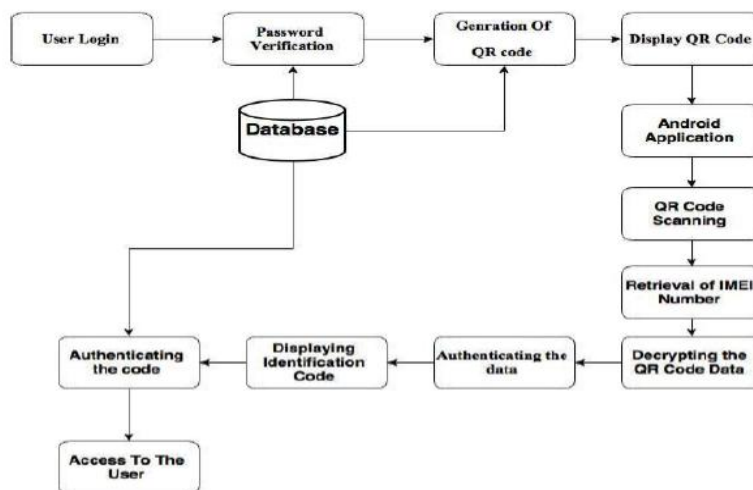 User Login
Password
Verification
Genration Of
QR code
Display QR Code
Database
Android
Application
QR Code
Scanning
Retrieval of IMEI
Number
Decrypting the
QR Code Data
Authenticating the
data
Displaying
Identification
Code
Authenticating
the code
Access To The
User